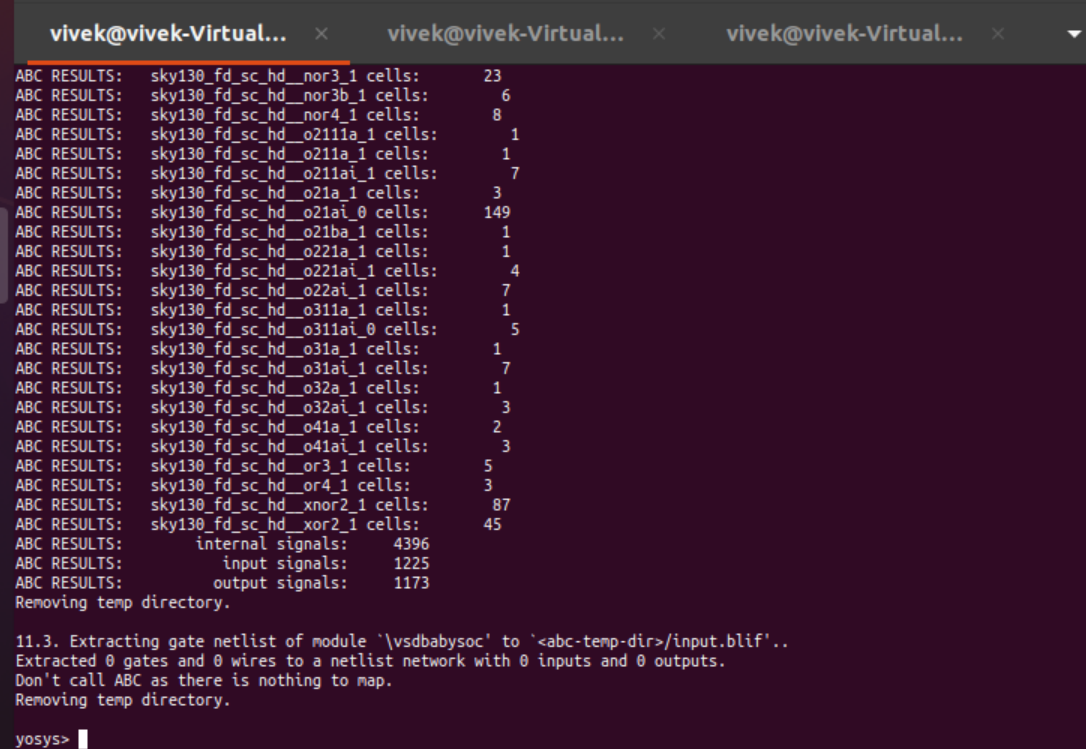 vivek@vivek-Virtual... × vivek@vivek-Virtual... × vivek@vivek-Virtual... ×
ABC RESULTS:   sky130_fd_sc_hd__nor3_1 cells:       23
ABC RESULTS:   sky130_fd_sc_hd__nor3b_1 cells:        6
ABC RESULTS:   sky130_fd_sc_hd__nor4_1 cells:        8
ABC RESULTS:   sky130_fd_sc_hd__o2111a_1 cells:        1
ABC RESULTS:   sky130_fd_sc_hd__o211a_1 cells:        1
ABC RESULTS:   sky130_fd_sc_hd__o211ai_1 cells:        7
ABC RESULTS:   sky130_fd_sc_hd__o21a_1 cells:        3
ABC RESULTS:   sky130_fd_sc_hd__o21ai_0 cells:      149
ABC RESULTS:   sky130_fd_sc_hd__o21ba_1 cells:        1
ABC RESULTS:   sky130_fd_sc_hd__o221a_1 cells:        1
ABC RESULTS:   sky130_fd_sc_hd__o221ai_1 cells:        4
ABC RESULTS:   sky130_fd_sc_hd__o22ai_1 cells:        7
ABC RESULTS:   sky130_fd_sc_hd__o311a_1 cells:        1
ABC RESULTS:   sky130_fd_sc_hd__o311ai_0 cells:        5
ABC RESULTS:   sky130_fd_sc_hd__o31a_1 cells:        1
ABC RESULTS:   sky130_fd_sc_hd__o31ai_1 cells:        7
ABC RESULTS:   sky130_fd_sc_hd__o32a_1 cells:        1
ABC RESULTS:   sky130_fd_sc_hd__o32ai_1 cells:        3
ABC RESULTS:   sky130_fd_sc_hd__o41a_1 cells:        2
ABC RESULTS:   sky130_fd_sc_hd__o41ai_1 cells:        3
ABC RESULTS:   sky130_fd_sc_hd__or3_1 cells:        5
ABC RESULTS:   sky130_fd_sc_hd__or4_1 cells:        3
ABC RESULTS:   sky130_fd_sc_hd__xnor2_1 cells:       87
ABC RESULTS:   sky130_fd_sc_hd__xor2_1 cells:       45
ABC RESULTS:        internal signals:     4396
ABC RESULTS:           input signals:     1225
ABC RESULTS:          output signals:     1173
Removing temp directory.
11.3. Extracting gate netlist of module `\vsdbabysoc' to `<abc-temp-dir>/input.blif'..
Extracted 0 gates and 0 wires to a netlist network with 0 inputs and 0 outputs.
Don't call ABC as there is nothing to map.
Removing temp directory.
yosys>